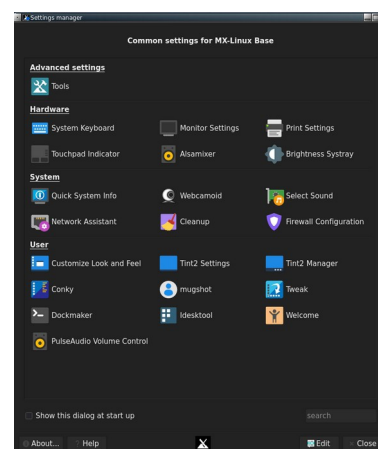 Settings manager
Common settings for MX-Linux Base
Advanced settings
Tools
Hardware
System Keyboard Monitor Settings Print Settings
Touchpad Indicator Alsamixer Brightness Systray
System
Quick System Info Webcamoid Select Sound
Network Assistant Cleanup Firewall Configuration
User
Customize Look and Feel Tint2 Settings Tint2 Manager
Conky mugshot Tweak
Dockmaker Idesktool Welcome
PulseAudio Volume Control
Show this dialog at start up search
About... Help Edit Close